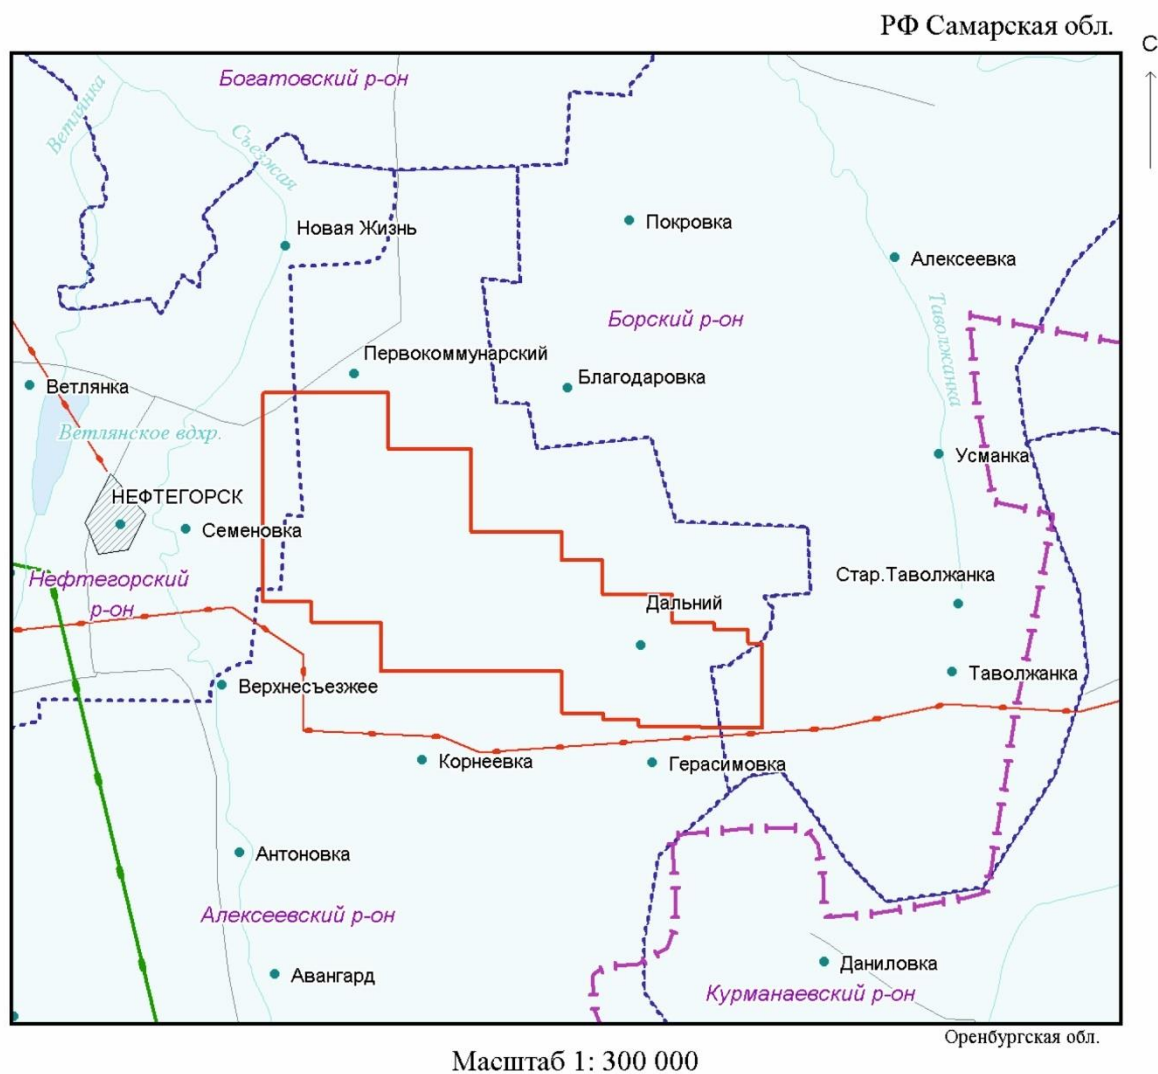 РФ Самарская обл.
С
Богатовский р-он
Ветлянка
Съезжая
Новая Жизнь
Покровка
Алексеевка
Таволжанка
Борский р-он
Первокоммунарский
Благодаровка
Ветлянка
Ветлянское вдхр.
Усманка
НЕФТЕГОРСК
Семеновка
Нефтегорский
р-он
Стар.Таволжанка
Дальний
Верхнесъезжее
Таволжанка
Корнеевка
Герасимовка
Антоновка
Алексеевский р-он
Авангард
Даниловка
Курманаевский р-он
Оренбургская обл.
Масштаб 1: 300 000